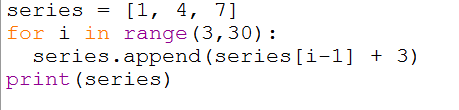 series = [1, 4, 7]
for i in range(3,30):
  series.append(series[i-1] + 3)
print(series)